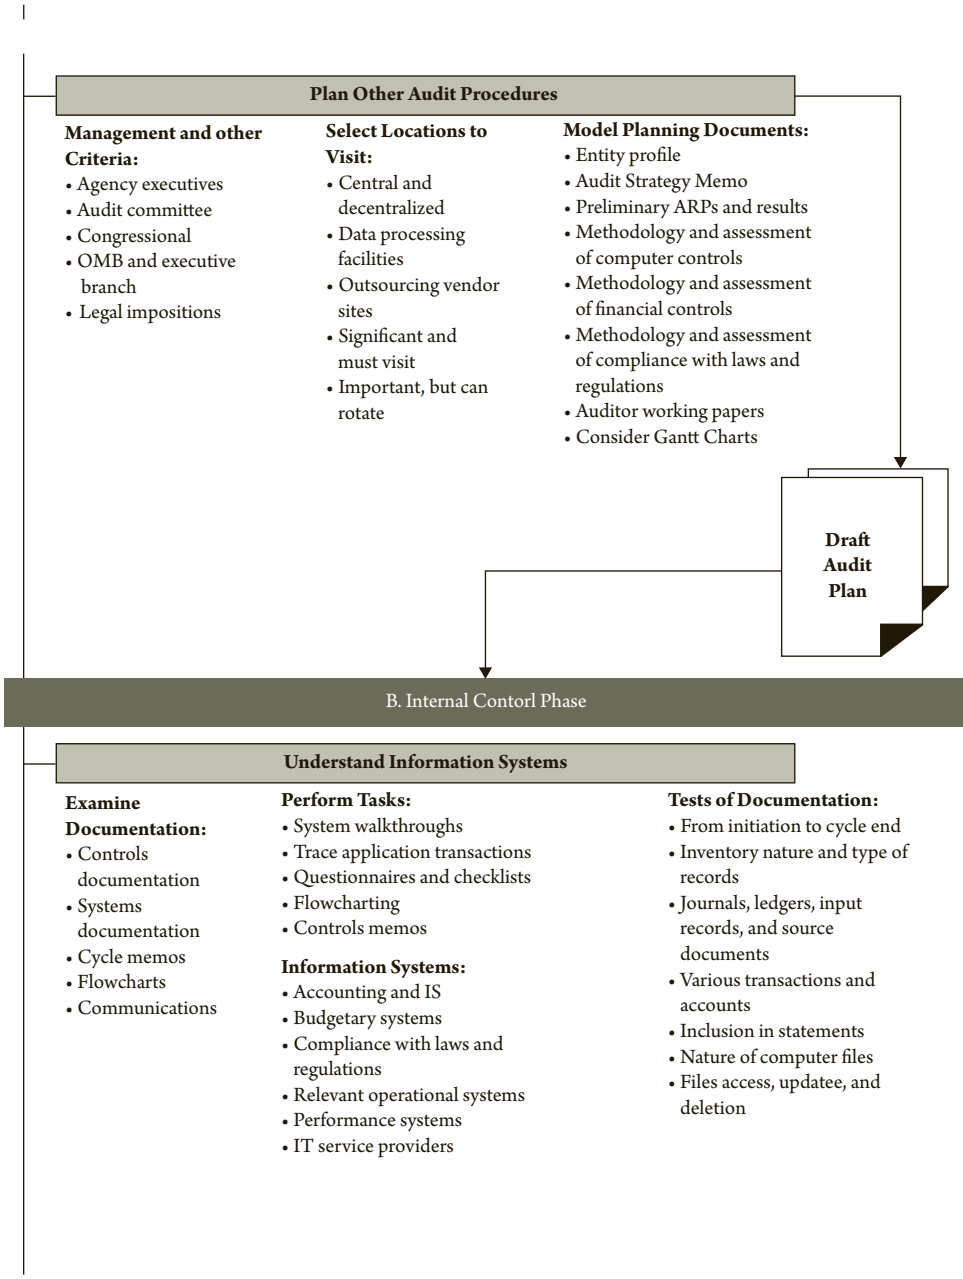 Plan Other Audit Procedures
Management and other
Criteria:
• Agency executives
• Audit committee
• Congressional
• OMB and executive
branch
• Legal impositions
Select Locations to
Visit:
• Central and
decentralized
• Data processing
facilities
• Outsourcing vendor
sites
• Significant and
must visit
• Important, but can
rotate
Model Planning Documents:
• Entity profile
• Audit Strategy Memo
• Preliminary ARPs and results
• Methodology and assessment
of computer controls
• Methodology and assessment
of financial controls
• Methodology and assessment
of compliance with laws and
regulations
• Auditor working papers
• Consider Gantt Charts
Draft
Audit
Plan
B. Internal Contorl Phase
Understand Information Systems
Examine
Documentation:
• Controls
documentation
• Systems
documentation
• Cycle memos
• Flowcharts
• Communications
Perform Tasks:
• System walkthroughs
• Trace application transactions
• Questionnaires and checklists
• Flowcharting
• Controls memos
Information Systems:
• Accounting and IS
• Budgetary systems
• Compliance with laws and
regulations
• Relevant operational systems
• Performance systems
• IT service providers
Tests of Documentation:
• From initiation to cycle end
• Inventory nature and type of
records
• Journals, ledgers, input
records, and source
documents
• Various transactions and
accounts
• Inclusion in statements
• Nature of computer files
• Files access, updatee, and
deletion